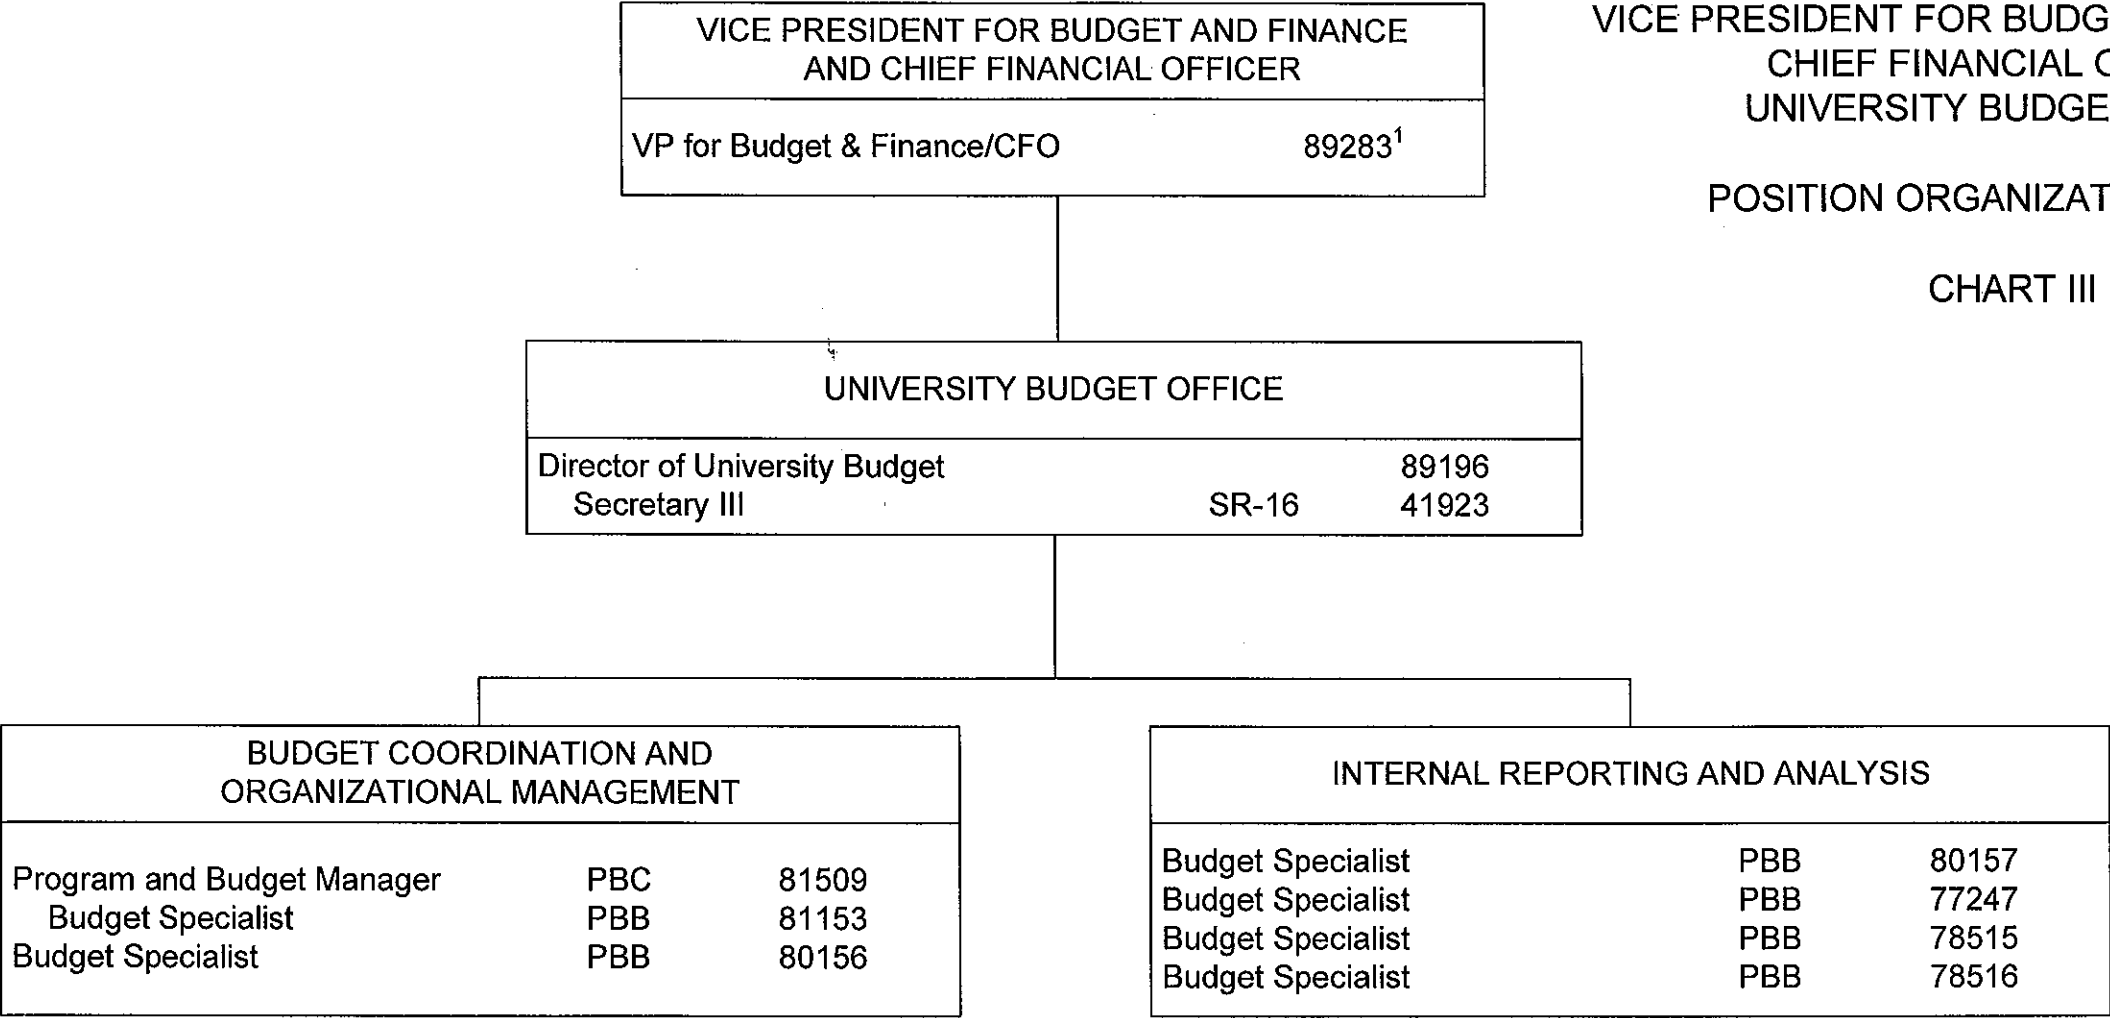 VICE PRESIDENT FOR BUDGET AND FINANCE
AND CHIEF FINANCIAL OFFICER
VP for Budget & Finance/CFO 89283¹
VICE PRESIDENT FOR BUDG
CHIEF FINANCIAL
UNIVERSITY BUDGE
POSITION ORGANIZAT
CHART III
UNIVERSITY BUDGET OFFICE
Director of University Budget 89196
Secretary III SR-16 41923
BUDGET COORDINATION AND
ORGANIZATIONAL MANAGEMENT
Program and Budget Manager PBC 81509
Budget Specialist PBB 81153
Budget Specialist PBB 80156
INTERNAL REPORTING AND ANALYSIS
Budget Specialist PBB 80157
Budget Specialist PBB 77247
Budget Specialist PBB 78515
Budget Specialist PBB 78516